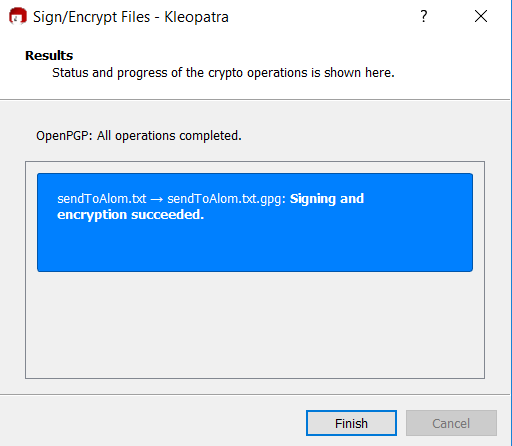 Sign/Encrypt Files - Kleopatra
Results
Status and progress of the crypto operations is shown here.
OpenPGP: All operations completed.
sendToAlom.txt → sendToAlom.txt.gpg: Signing and
encryption succeeded.
Finish
Cancel